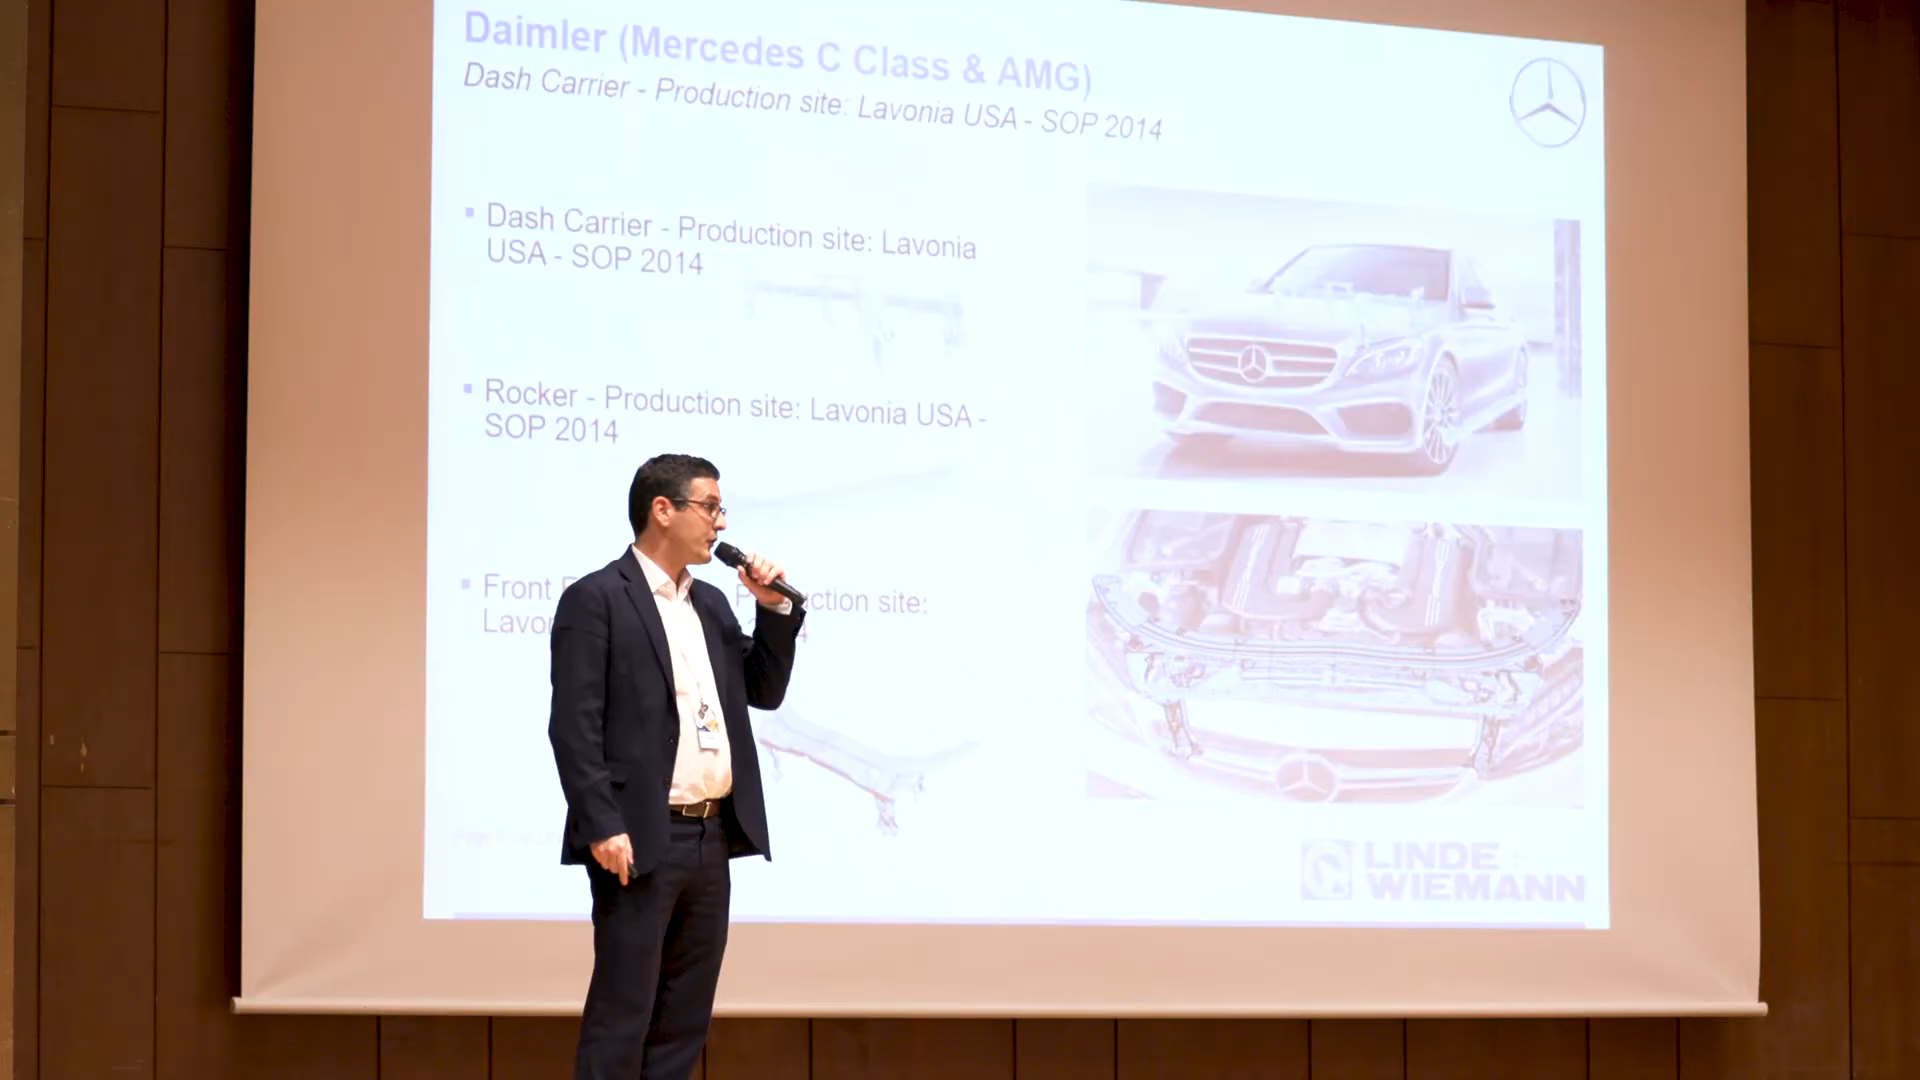 Daimler (Mercedes C Class & AMG)
Dash Carrier - Production site: Lavonia USA - SOP 2014
▪ Dash Carrier - Production site: Lavonia
USA - SOP 2014
▪ Rocker - Production site: Lavonia USA -
SOP 2014
▪ Front ction site:
LINDE +
WIEMANN